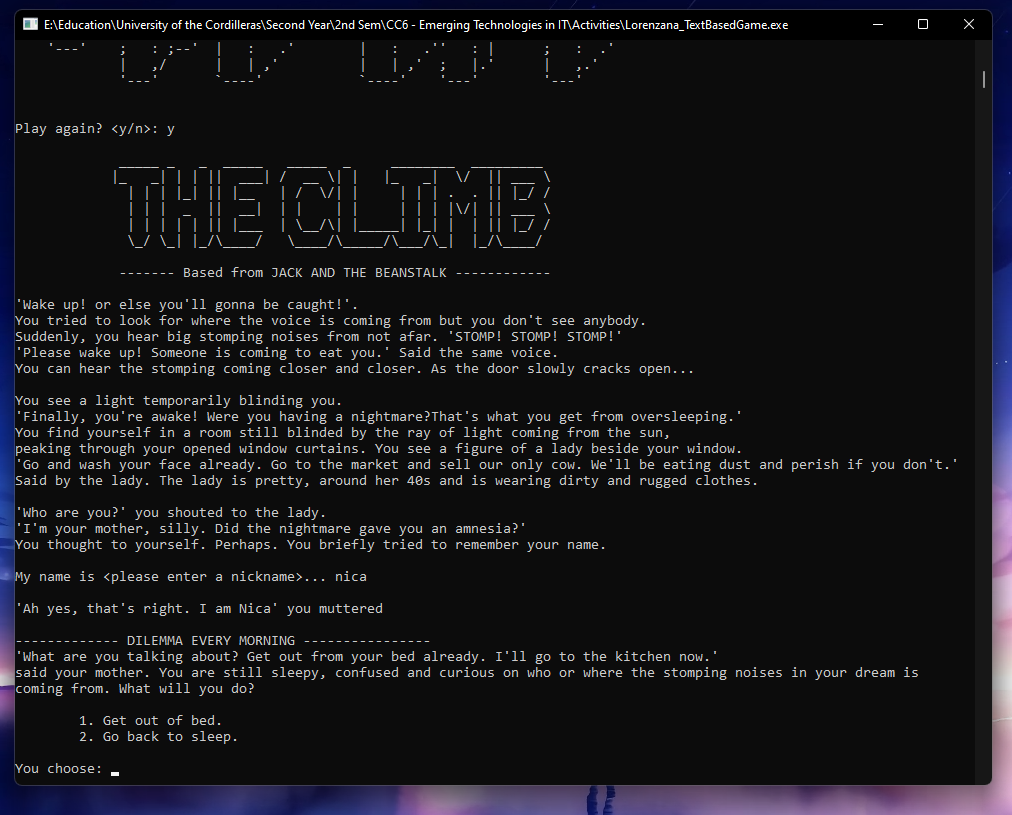 E:\Education\University of the Cordilleras\Second Year\2nd Sem\CC6 - Emerging Technologies in IT\Activities\Lorenzana_TextBasedGame.exe
Play again? <y/n>: y
THE CLIMB
------- Based from JACK AND THE BEANSTALK ------------
'Wake up! or else you'll gonna be caught!'.
You tried to look for where the voice is coming from but you don't see anybody.
Suddenly, you hear big stomping noises from not afar. 'STOMP! STOMP! STOMP!'
'Please wake up! Someone is coming to eat you.' Said the same voice.
You can hear the stomping coming closer and closer. As the door slowly cracks open...
You see a light temporarily blinding you.
'Finally, you're awake! Were you having a nightmare?That's what you get from oversleeping.'
You find yourself in a room still blinded by the ray of light coming from the sun,
peaking through your opened window curtains. You see a figure of a lady beside your window.
'Go and wash your face already. Go to the market and sell our only cow. We'll be eating dust and perish if you don't.'
Said by the lady. The lady is pretty, around her 40s and is wearing dirty and rugged clothes.
'Who are you?' you shouted to the lady.
'I'm your mother, silly. Did the nightmare gave you an amnesia?'
You thought to yourself. Perhaps. You briefly tried to remember your name.
My name is <please enter a nickname>... nica
'Ah yes, that's right. I am Nica' you muttered
------------- DILEMMA EVERY MORNING ----------------
'What are you talking about? Get out from your bed already. I'll go to the kitchen now.'
said your mother. You are still sleepy, confused and curious on who or where the stomping noises in your dream is
coming from. What will you do?
1. Get out of bed.
2. Go back to sleep.
You choose: